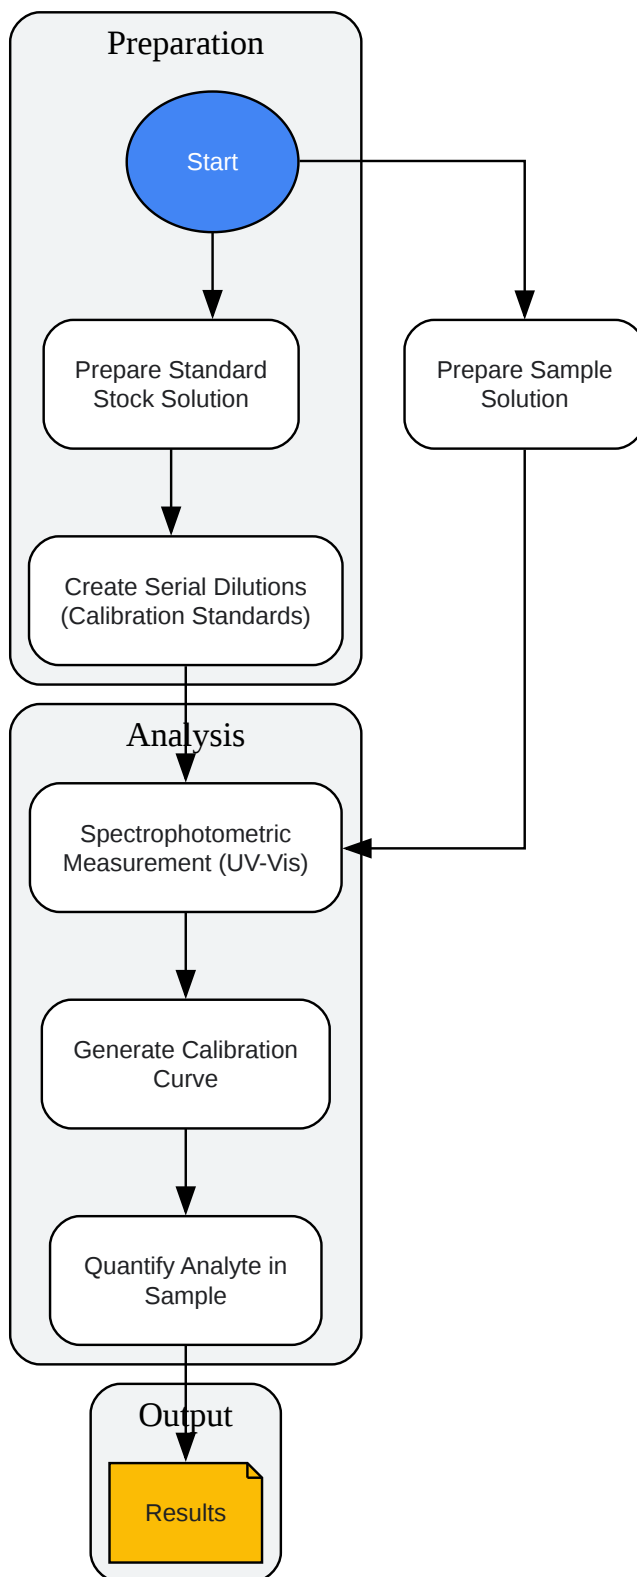 Preparation
Start
Prepare Standard
Stock Solution
Prepare Sample
Solution
Create Serial Dilutions
(Calibration Standards)
Analysis
Spectrophotometric
Measurement (UV-Vis)
Generate Calibration
Curve
Quantify Analyte in
Sample
Output
Results